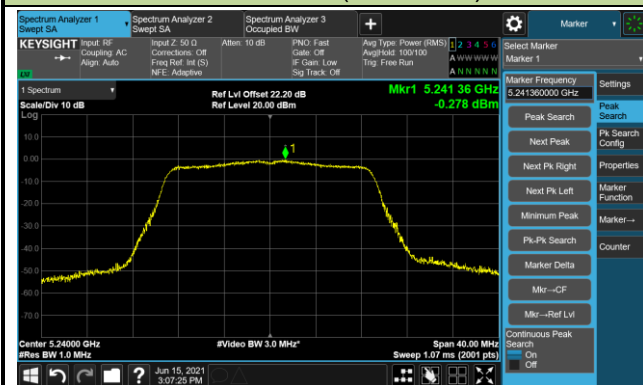 Spectrum Analyzer 1
Swept SA
Spectrum Analyzer 2
Swept SA
Spectrum Analyzer 3
Occupied BW
+
Marker
KEYSIGHT
Input: RF
Coupling: AC
Align: Auto
Input Z: 50 Ω
Corrections: Off
Freq Ref: Int (S)
NFE: Adaptive
Atten: 10 dB
PNO: Fast
Gate: Off
IF Gain: Low
Sig Track: Off
Avg Type: Power (RMS)
Avg|Hold: 100/100
Trig: Free Run
1 2 3 4 5 6
A W W W W W
A N N N N N
Select Marker
Marker 1
1 Spectrum
Scale/Div 10 dB
Log
Ref Lvl Offset 22.20 dB
Ref Level 20.00 dBm
Mkr1 5.241 36 GHz
-0.278 dBm
10.0
0.00
-10.0
-20.0
-30.0
-40.0
-50.0
-60.0
-70.0
1
Center 5.24000 GHz
#Res BW 1.0 MHz
#Video BW 3.0 MHz*
Span 40.00 MHz
Sweep 1.07 ms (2001 pts)
Marker Frequency
5.241360000 GHz
Peak Search
Next Peak
Next Pk Right
Next Pk Left
Minimum Peak
Pk-Pk Search
Marker Delta
Mkr→CF
Mkr→Ref Lvl
Continuous Peak
Search
On
Off
Settings
Peak
Search
Pk Search
Config
Properties
Marker
Function
Marker→
Counter
?
Jun 15, 2021
3:07:25 PM